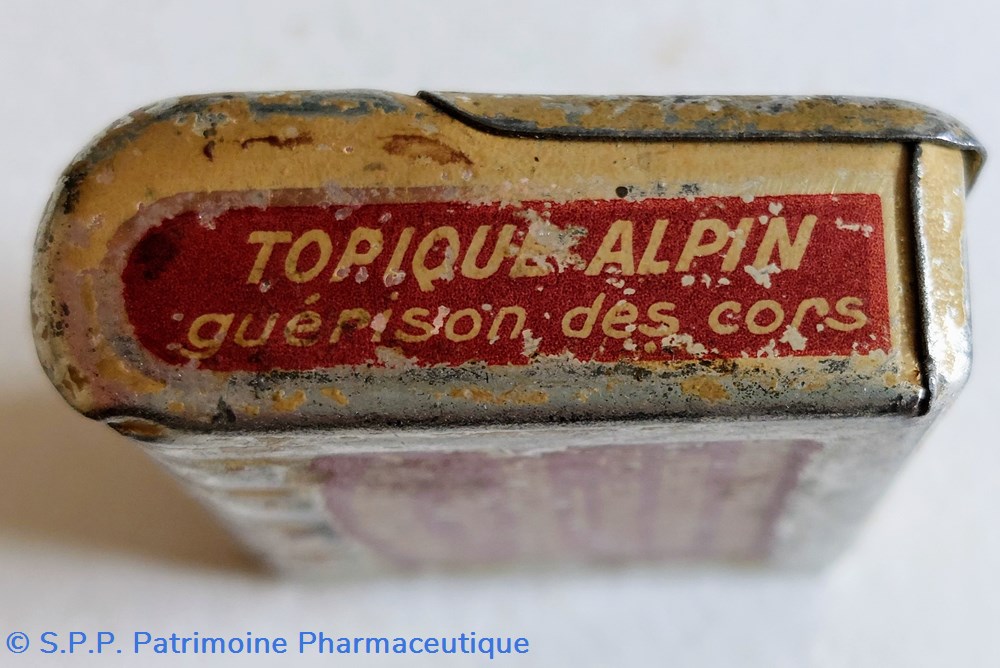 TOPIQUE ALPIN
guérison des cors
© S.P.P. Patrimoine Pharmaceutique